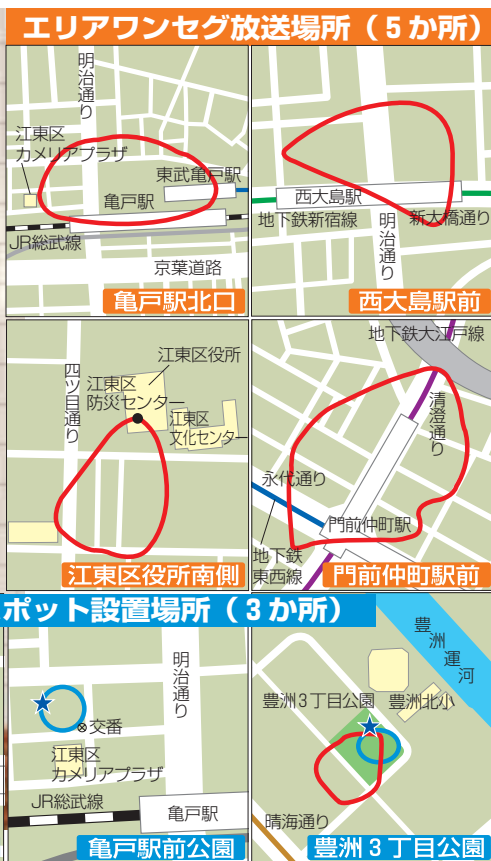 エリアワンセグ放送場所（5か所）
明治通り
江東区
カメリアプラザ
東武亀戸駅
亀戸駅
JR総武線
京葉道路
亀戸駅北口
西大島駅
地下鉄新宿線
明治通り
新大橋通り
西大島駅前
四ツ目通り
江東区役所
江東区
防災センター
江東区
文化センター
江東区役所南側
地下鉄大江戸線
清澄通り
永代通り
門前仲町駅
地下鉄
東西線
門前仲町駅前
ポット設置場所（3か所）
明治通り
交番
江東区
カメリアプラザ
JR総武線
亀戸駅
亀戸駅前公園
豊洲運河
豊洲3丁目公園
豊洲北小
晴海通り
豊洲3丁目公園